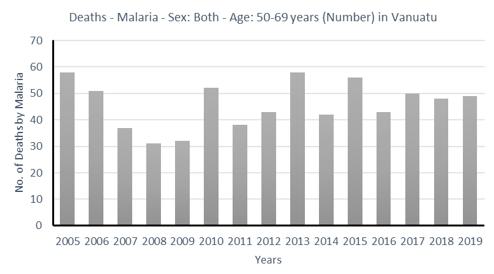 Deaths - Malaria - Sex: Both - Age: 50-69 years (Number) in Vanuatu
70
60
50
40
30
20
10
0
No. of Deathsby Malaria
2005 2006 2007 2008 2009 2010 2011 2012 2013 2014 2015 2016 2017 2018 2019
Years